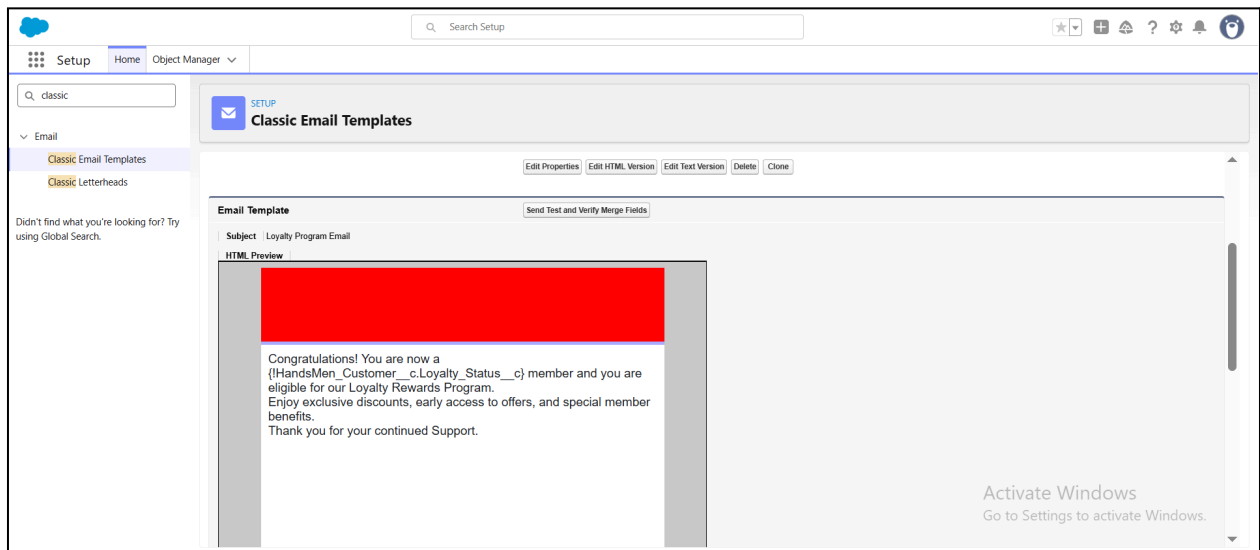 Search Setup
Setup
Home
Object Manager
classic
Email
Classic Email Templates
Classic Letterheads
Didn't find what you're looking for? Try
using Global Search.
SETUP
Classic Email Templates
Edit Properties
Edit HTML Version
Edit Text Version
Delete
Clone
Email Template
Send Test and Verify Merge Fields
Subject
Loyalty Program Email
HTML Preview
Congratulations! You are now a
{!HandsMen_Customer__c.Loyalty_Status__c} member and you are
eligible for our Loyalty Rewards Program.
Enjoy exclusive discounts, early access to offers, and special member
benefits.
Thank you for your continued Support.
Activate Windows
Go to Settings to activate Windows.